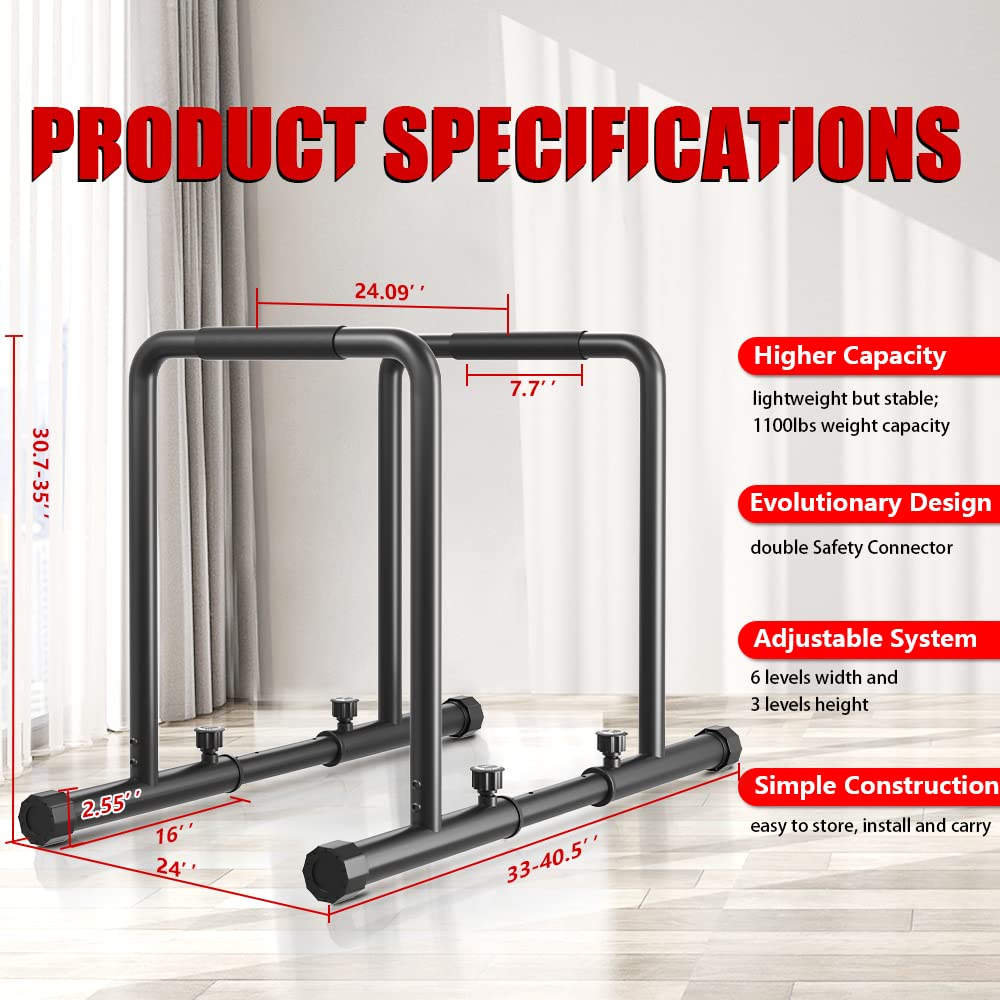 PRODUCT SPECIFICATIONS
24.09’’
7.7’’
30.7-35’’
2.55’’
16’’
24’’
33-40.5’’
Higher Capacity
lightweight but stable;
1100lbs weight capacity
Evolutionary Design
double Safety Connector
Adjustable System
6 levels width and
3 levels height
Simple Construction
easy to store, install and carry